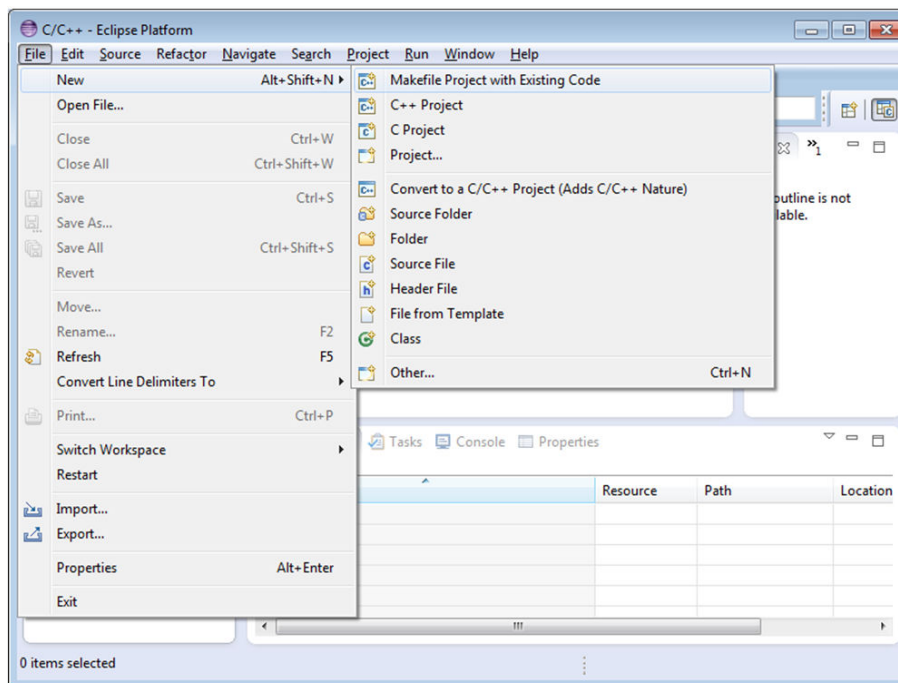 C/C++ - Eclipse Platform
File Edit Source Refactor Navigate Search Project Run Window Help
New Alt+Shift+N
Open File...
Close Ctrl+W
Close All Ctrl+Shift+W
Save Ctrl+S
Save As...
Save All Ctrl+Shift+S
Revert
Move...
Rename... F2
Refresh F5
Convert Line Delimiters To
Print... Ctrl+P
Switch Workspace
Restart
Import...
Export...
Properties Alt+Enter
Exit
Makefile Project with Existing Code
C++ Project
C Project
Project...
Convert to a C/C++ Project (Adds C/C++ Nature)
Source Folder
Folder
Source File
Header File
File from Template
Class
Other... Ctrl+N
»1
outline is not
lable.
Tasks Console Properties
Resource Path Location
0 items selected